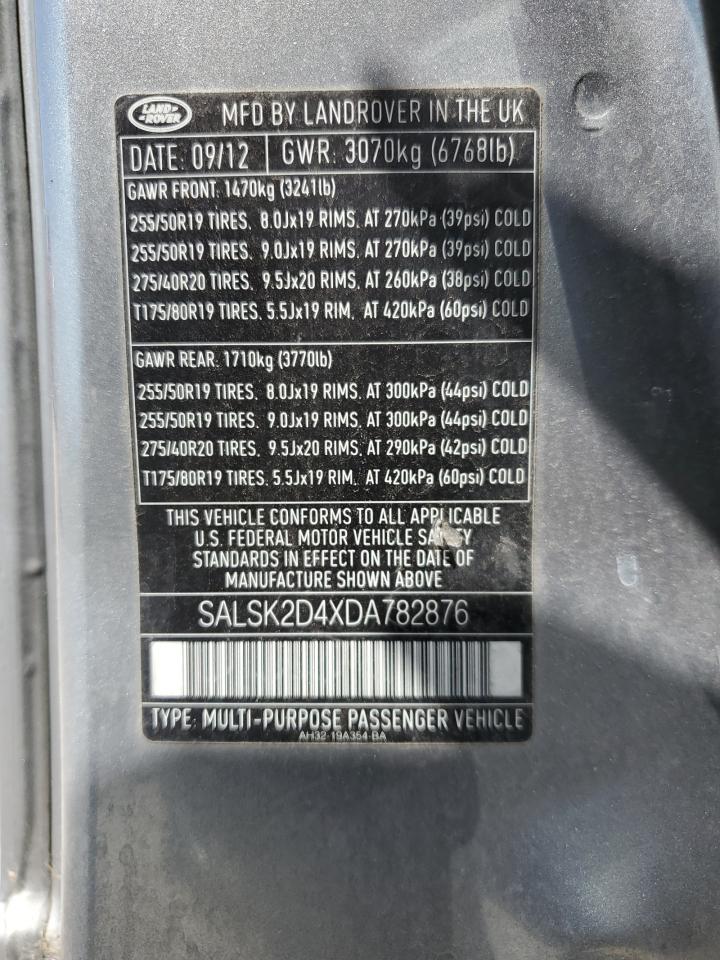 LAND-
-ROVER
MFD BY LANDROVER IN THE UK
DATE: 09/12 GWR: 3070kg (6768lb)
GAWR FRONT. 1470kg (3241lb)
255/50R19 TIRES. 8.0Jx19 RIMS. AT 270kPa (39psi) COLD
255/50R19 TIRES. 9.0Jx19 RIMS. AT 270kPa (39psi) COLD
275/40R20 TIRES. 9.5Jx20 RIMS. AT 260kPa (38psi) COLD
T175/80R19 TIRES. 5.5Jx19 RIM. AT 420kPa (60psi) COLD
GAWR REAR. 1710kg (3770lb)
255/50R19 TIRES. 8.0Jx19 RIMS. AT 300kPa (44psi) COLD
255/50R19 TIRES. 9.0Jx19 RIMS. AT 300kPa (44psi) COLD
275/40R20 TIRES. 9.5Jx20 RIMS. AT 290kPa (42psi) COLD
T175/80R19 TIRES. 5.5Jx19 RIM. AT 420kPa (60psi) COLD
THIS VEHICLE CONFORMS TO ALL APPLICABLE
U.S. FEDERAL MOTOR VEHICLE SAFETY
STANDARDS IN EFFECT ON THE DATE OF
MANUFACTURE SHOWN ABOVE
SALSK2D4XDA782876
TYPE: MULTI-PURPOSE PASSENGER VEHICLE
AH32-19A354-BA